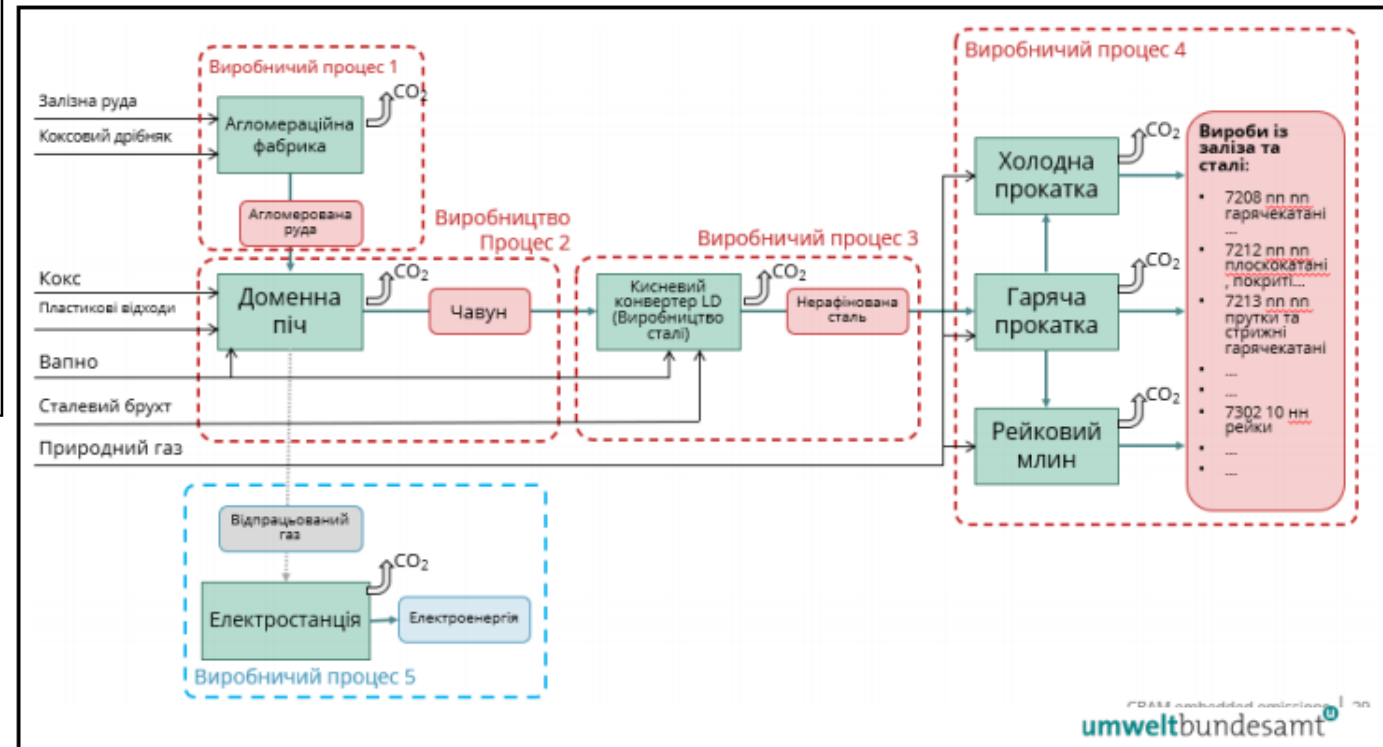 Виробничий процес 1
Залізна руда
Коксовий дрібняк
Агломераційна
фабрика
CO2
Агломерована
руда
Виробництво
Процес 2
Кокс
Пластикові відходи
Вапно
Сталевий брухт
Природний газ
Доменна
піч
CO2
Чавун
Виробничий процес 3
Кисневий
конвертер LD
(Виробництво
сталі)
CO2
Нерафінована
сталь
Виробничий процес 4
Холодна
прокатка
CO2
Гаряча
прокатка
CO2
Рейковий
млин
CO2
Вироби із
заліза та
сталі:
▪ 7208 nn nn
гарячекатані
...
▪ 7212 nn nn
плоскокатані
, покриті...
▪ 7213 nn nn
прутки та
стрижні
гарячекатані
▪ ...
▪ ...
▪ 7302 10 нн
рейки
▪ ...
▪ ...
Відпрацьований
газ
CO2
Електростанція
Електроенергія
Виробничий процес 5
CBAM embedded emissions | 29
umweltbundesamt